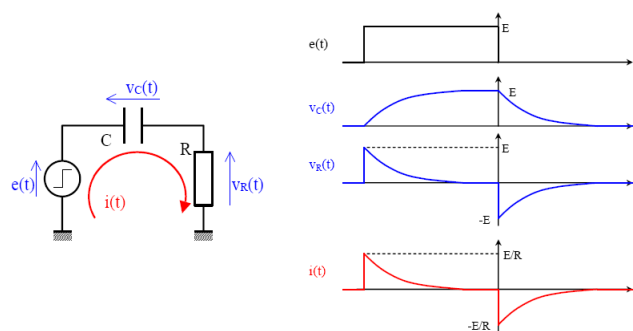 vC(t)
C
R
e(t)
i(t)
vR(t)
e(t)
E
vC(t)
E
vR(t)
E
-E
i(t)
E/R
-E/R